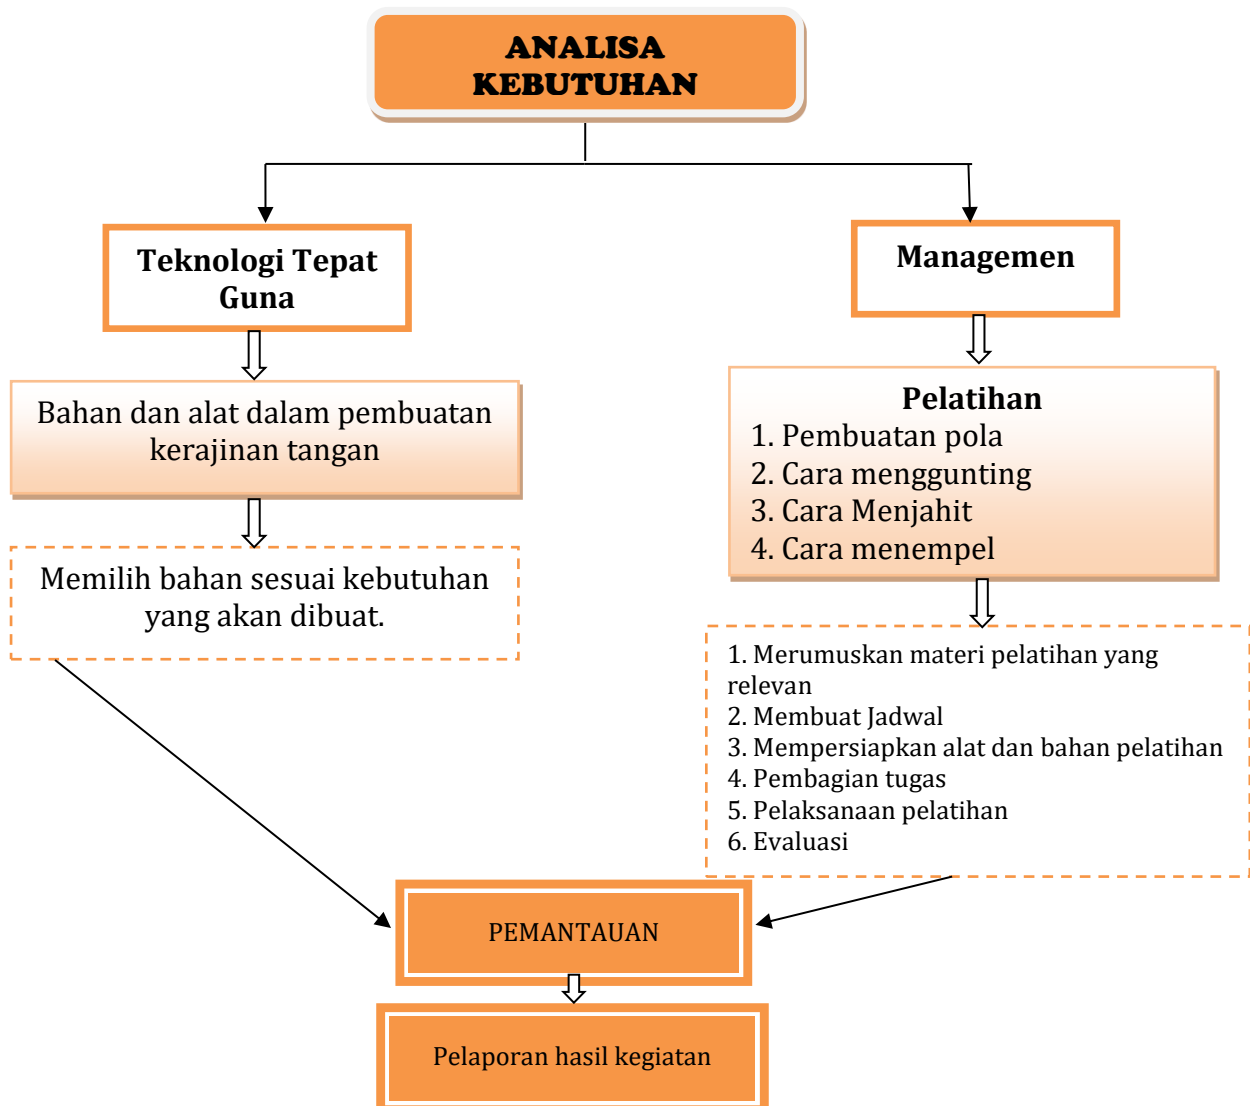 ANALISA
KEBUTUHAN
Teknologi Tepat
Guna
Managemen
Bahan dan alat dalam pembuatan
kerajinan tangan
Pelatihan
1. Pembuatan pola
2. Cara menggunting
3. Cara Menjahit
4. Cara menempel
Memilih bahan sesuai kebutuhan
yang akan dibuat.
1. Merumuskan materi pelatihan yang
relevan
2. Membuat Jadwal
3. Mempersiapkan alat dan bahan pelatihan
4. Pembagian tugas
5. Pelaksanaan pelatihan
6. Evaluasi
PEMANTAUAN
Pelaporan hasil kegiatan